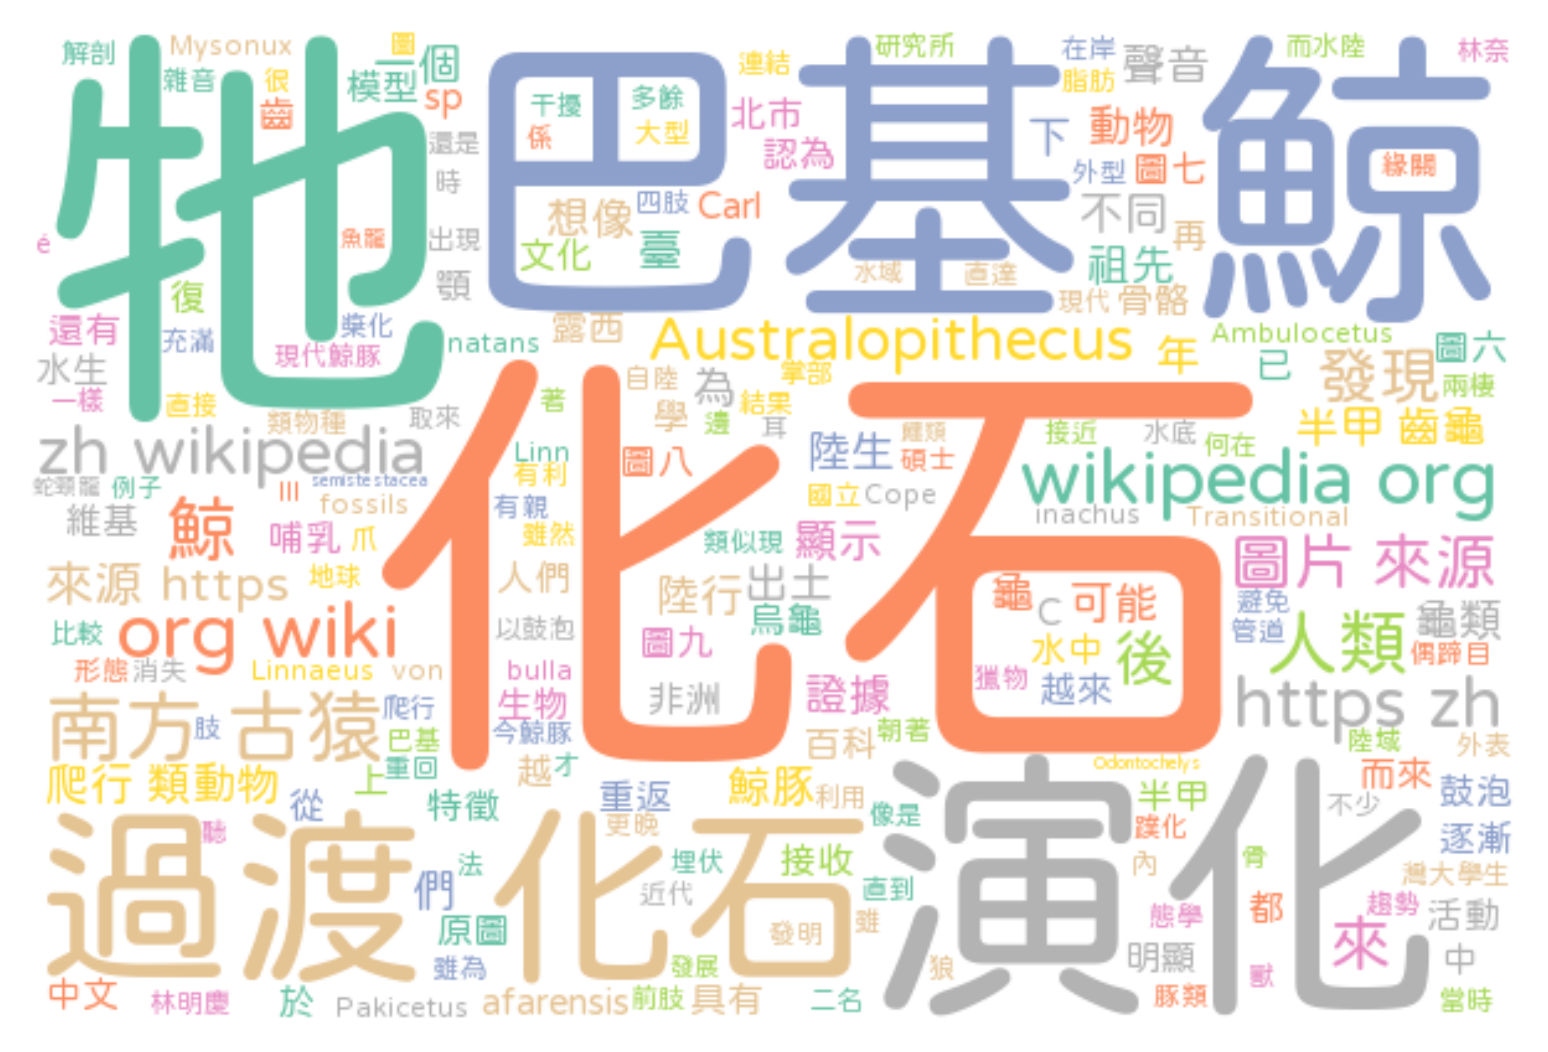 解剖 Mysonux 圖 一個 研究所 在岸 聲音 而水陸 林奈
雜音 很 模型 連結 脂肪
牠 巴基 鯨
齒 sp 干擾 多餘 北市 下 動物
係 大型 認為 外型 圖七 緣關
還是
時 想像 四肢 Carl 不同 再
é 魚龍 出現 文化 臺 祖先
復 顎 水域 直達 現代 骨骼
還有 充滿 natans 露西 Australopithecus 年 Ambulocetus 圖六
水生 現代鯨豚 自陸 為 掌部 已 發現 兩棲
一樣 直接 類物種 取來 著 學 邊 結果 耳 接近 水底 何在 半甲 齒龜
zh wikipedia Linn 圖八 陸生 碩士 wikipedia org
例子 III semistestacea fossils 有利 國立 Cope inachus Transitional
化石
維基 鯨 哺乳 爪 有親 雖然 類似現 顯示 圖片 來源
來源 https 地球 人們 陸行 出土 龜 C 可能 避免
比較 org wiki 以鼓泡 圖九 烏龜 水中 後 管道 人類 龜類
形態 消失 Linnaeus von bulla 獵物 越來 偶蹄目
南方 肢 古猿 爬行 生物 非洲 證據 https zh
巴基 今鯨豚 百科 朝著 陸域 外表
爬行 類動物 上 重回 越 才 Odontochelys 而來
從 特徵 重返 鯨豚 利用 像是 半甲 不少 鼓泡
聽 更晚 逐漸
過渡 化石 演化
們 法 埋伏 接收 內 骨 灣大學生
原圖 近代 直到 態學 都 趨勢 活動
雖為 發明 雖 明顯 來 中
發展 狼 獸
中文 林明慶 於 Pakicetus afarensis 前肢 具有 二名 豚類 當時